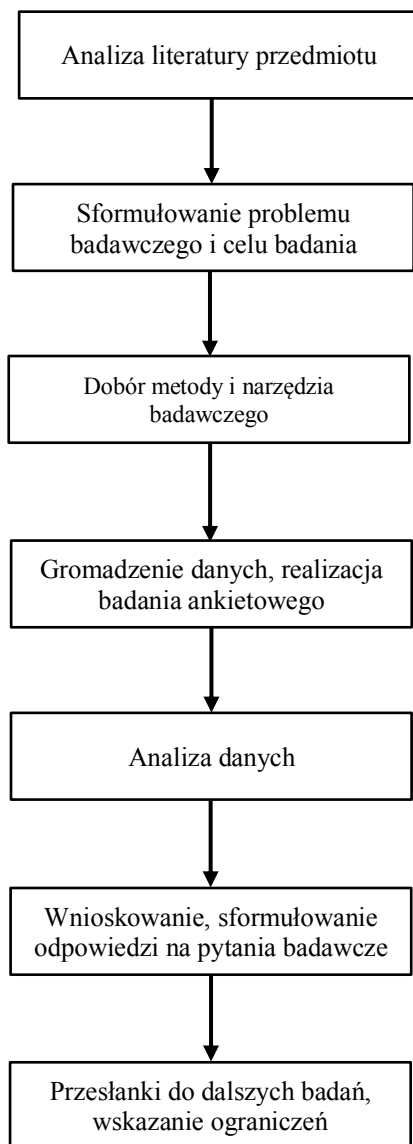 Analiza literatury przedmiotu
Sformułowanie problemu
badawczego i celu badania
Dobór metody i narzędzia
badawczego
Gromadzenie danych, realizacja
badania ankietowego
Analiza danych
Wnioskowanie, sformułowanie
odpowiedzi na pytania badawcze
Przesłanki do dalszych badań,
wskazanie ograniczeń